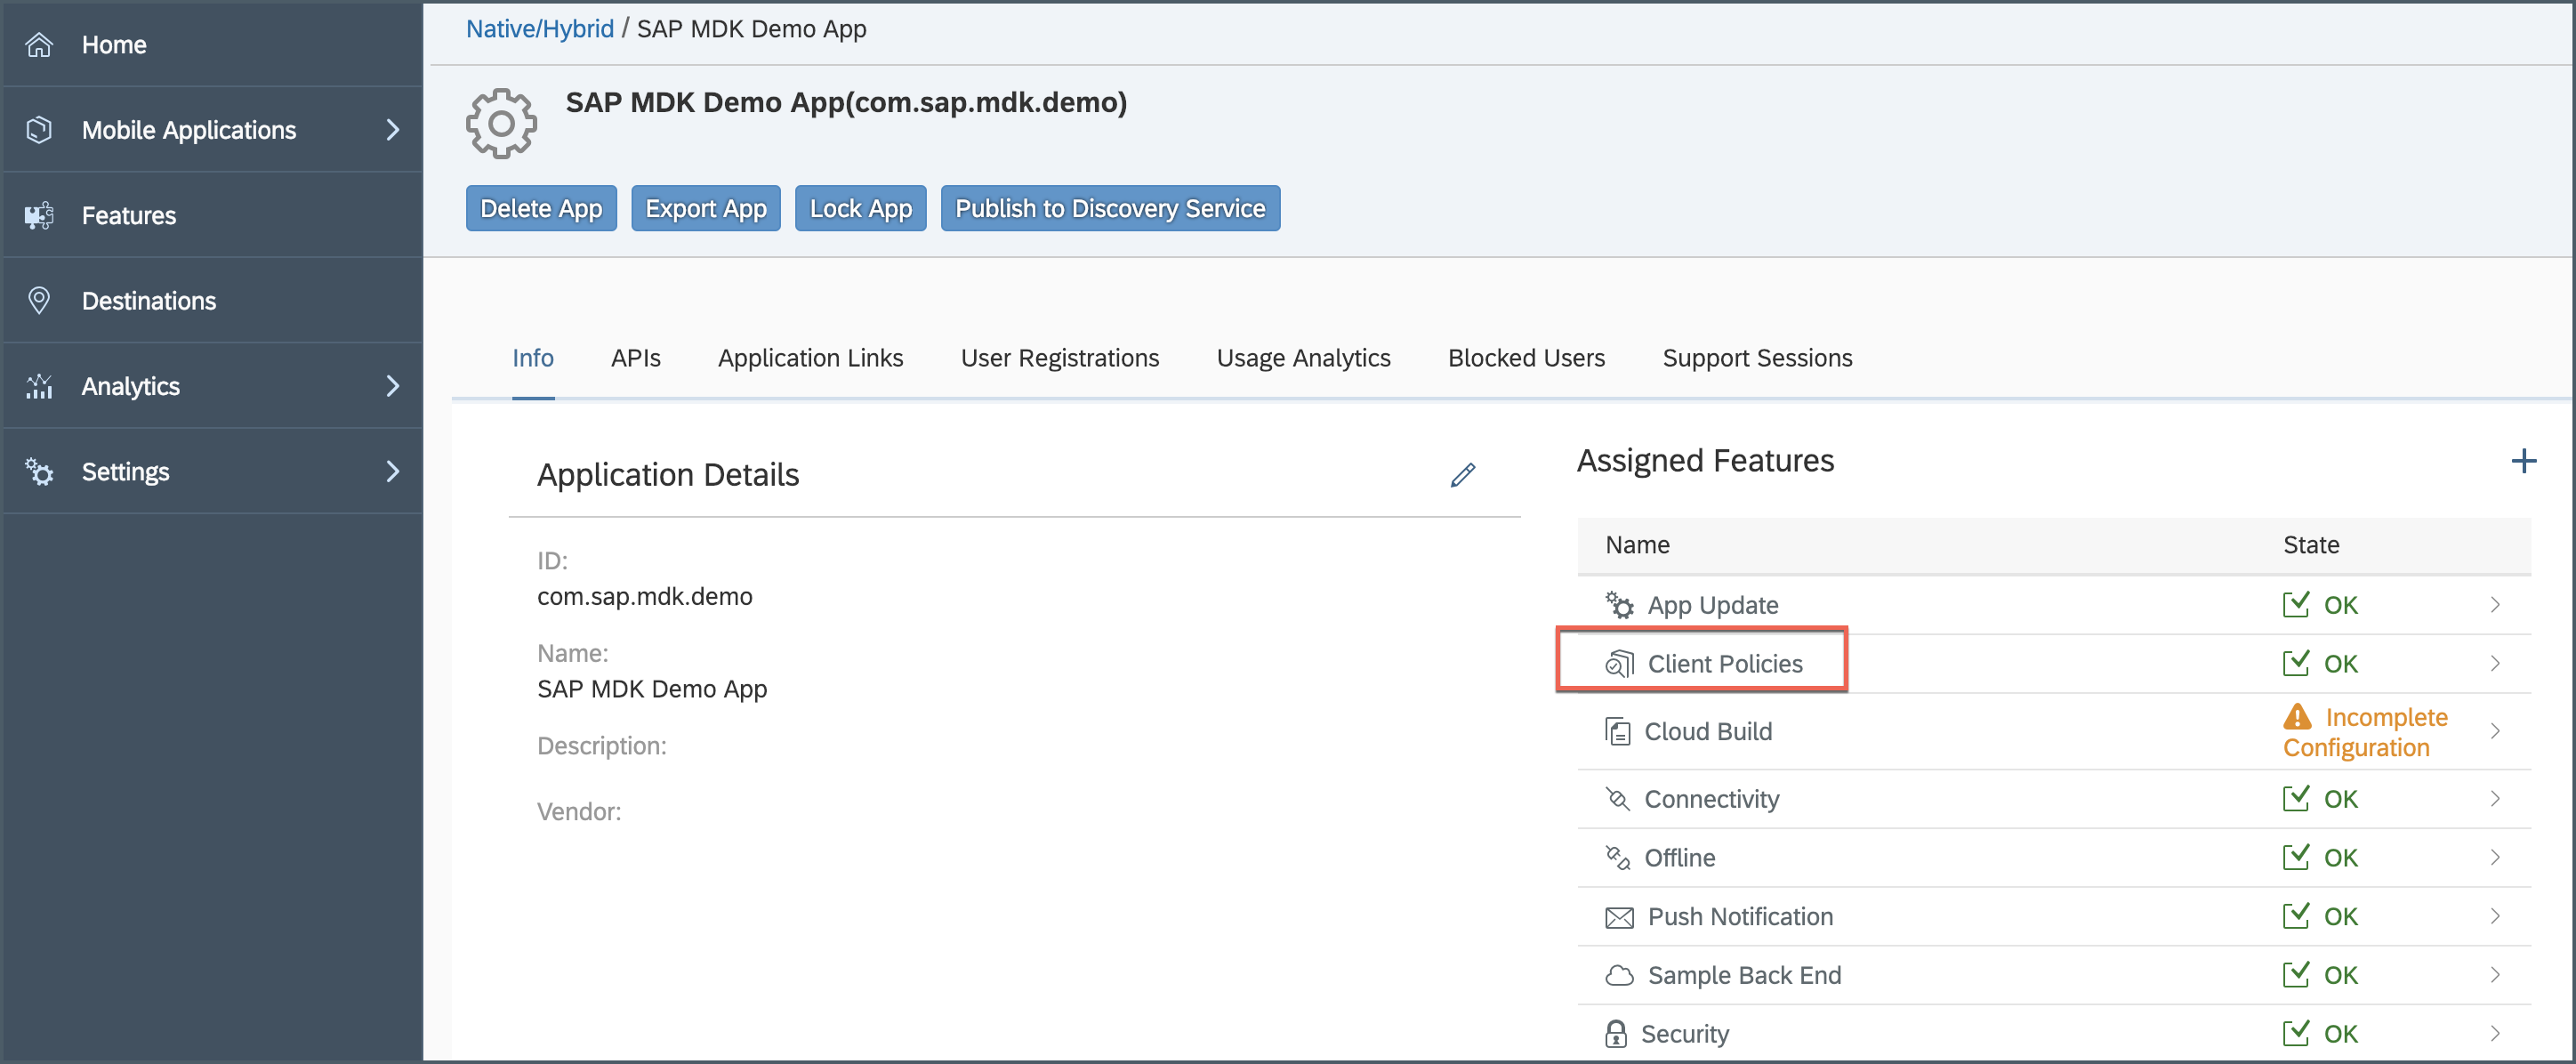 Home
Mobile Applications
Features
Destinations
Analytics
Settings
Native/Hybrid / SAP MDK Demo App
SAP MDK Demo App(com.sap.mdk.demo)
Delete App Export App Lock App Publish to Discovery Service
Info APIs Application Links User Registrations Usage Analytics Blocked Users Support Sessions
Application Details
ID:
com.sap.mdk.demo
Name:
SAP MDK Demo App
Description:
Vendor:
Assigned Features
Name State
App Update OK
Client Policies OK
Cloud Build Incomplete
Configuration
Connectivity OK
Offline OK
Push Notification OK
Sample Back End OK
Security OK